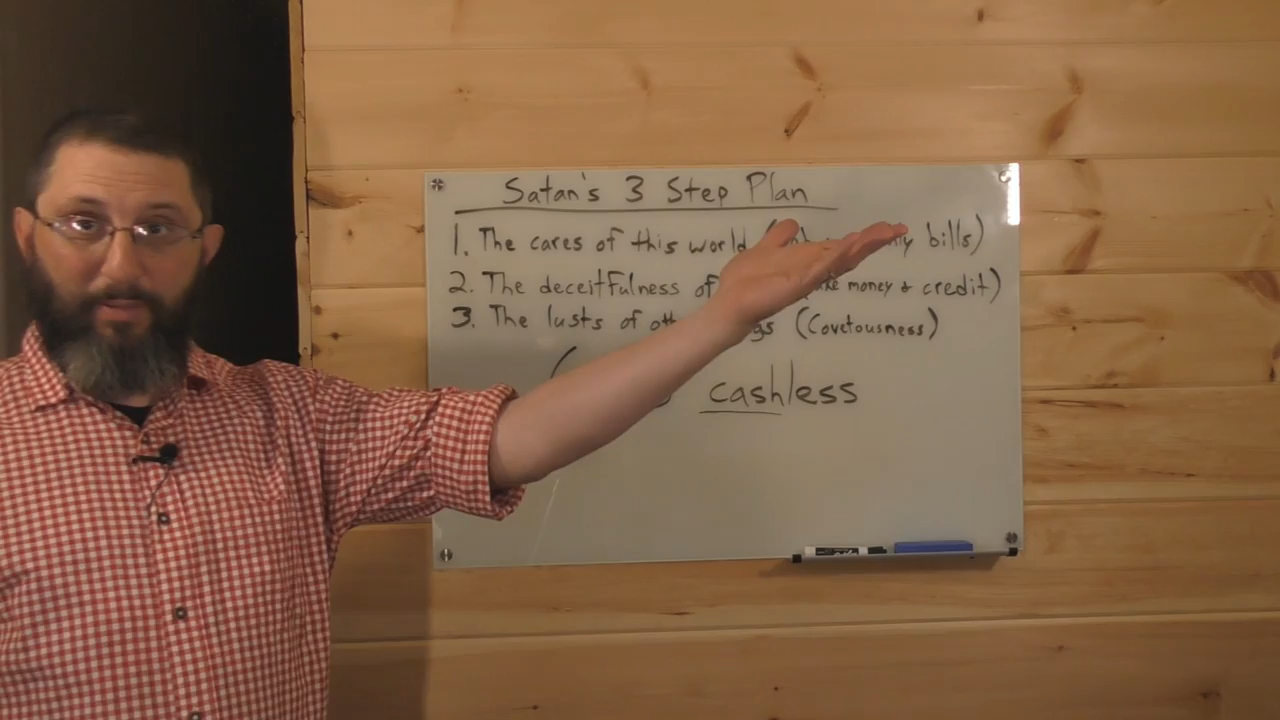 Satan's 3 Step Plan
1. The cares of this world bills)
2. The deceitfulness of money & credit)
3. The lusts of (Covetousness)
( cashless